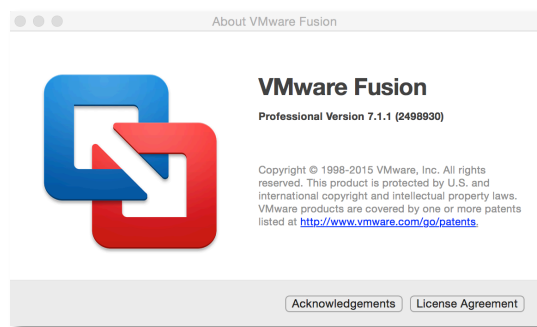 About VMware Fusion
VMware Fusion
Professional Version 7.1.1 (2498930)
Copyright © 1998-2015 VMware, Inc. All rights
reserved. This product is protected by U.S. and
international copyright and intellectual property laws.
VMware products are covered by one or more patents
listed at http://www.vmware.com/go/patents.
Acknowledgements License Agreement